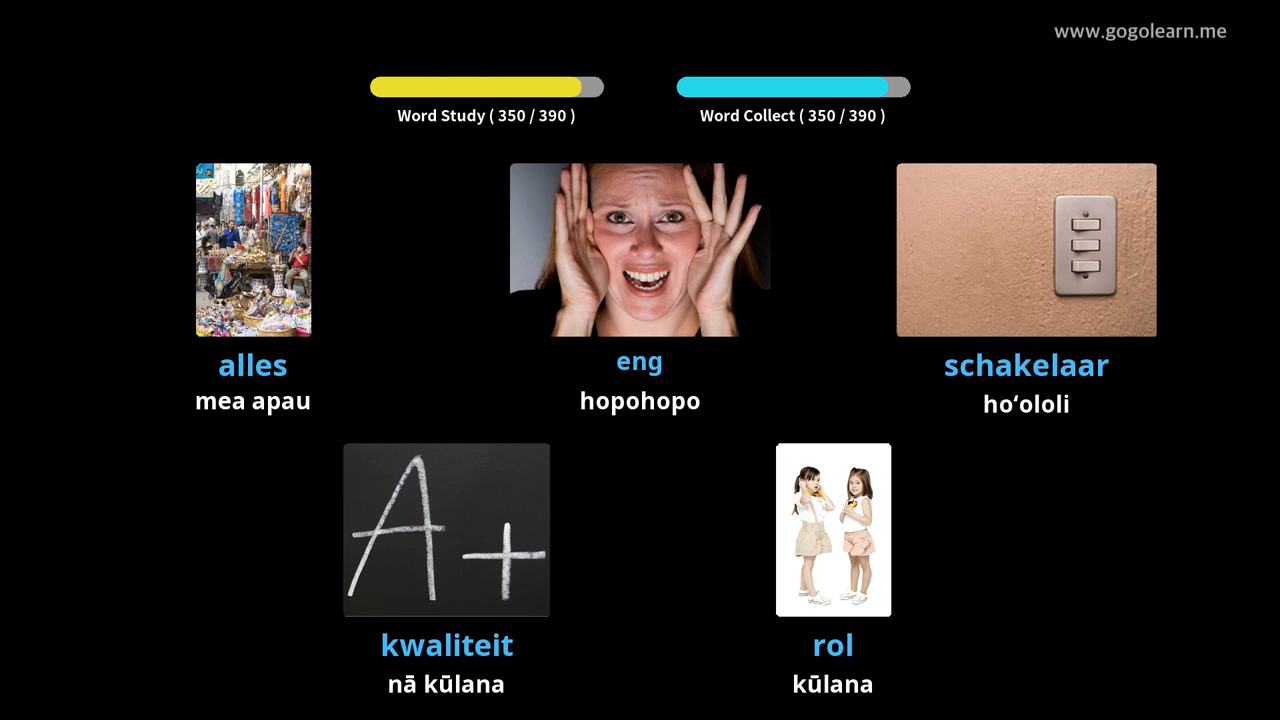 www.gogolearn.me
Word Study ( 350 / 390 )
Word Collect ( 350 / 390 )
alles
mea apau
eng
hopohopo
schakelaar
hoʻololi
A+
kwaliteit
nā kūlana
rol
kūlana